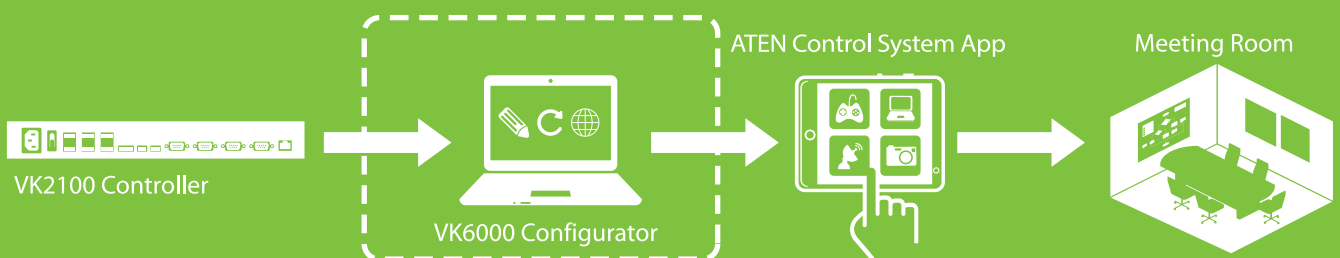 VK2100 Controller
VK6000 Configurator
ATEN Control System App
Meeting Room